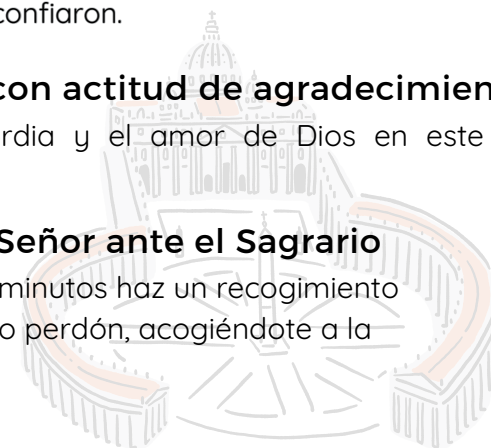 confiaron.
con actitud de agradecimien
rdia y el amor de Dios en este
Señor ante el Sagrario
minutos haz un recogimiento
o perdón, acogiéndote a la